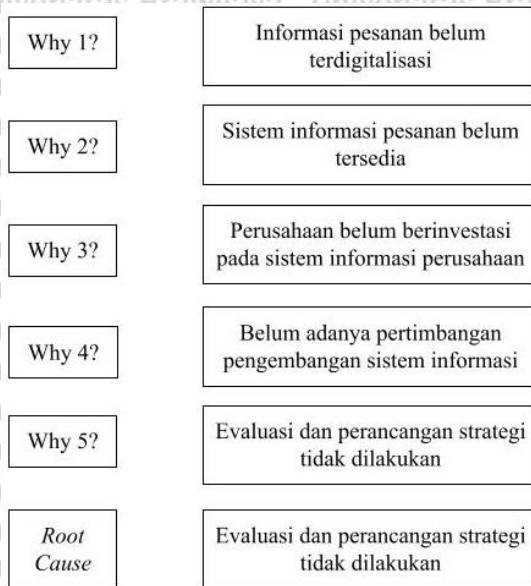 Why 1?
Informasi pesanan belum
terdigitalisasi
Why 2?
Sistem informasi pesanan belum
tersedia
Why 3?
Perusahaan belum berinvestasi
pada sistem informasi perusahaan
Why 4?
Belum adanya pertimbangan
pengembangan sistem informasi
Why 5?
Evaluasi dan perancangan strategi
tidak dilakukan
Root
Cause
Evaluasi dan perancangan strategi
tidak dilakukan